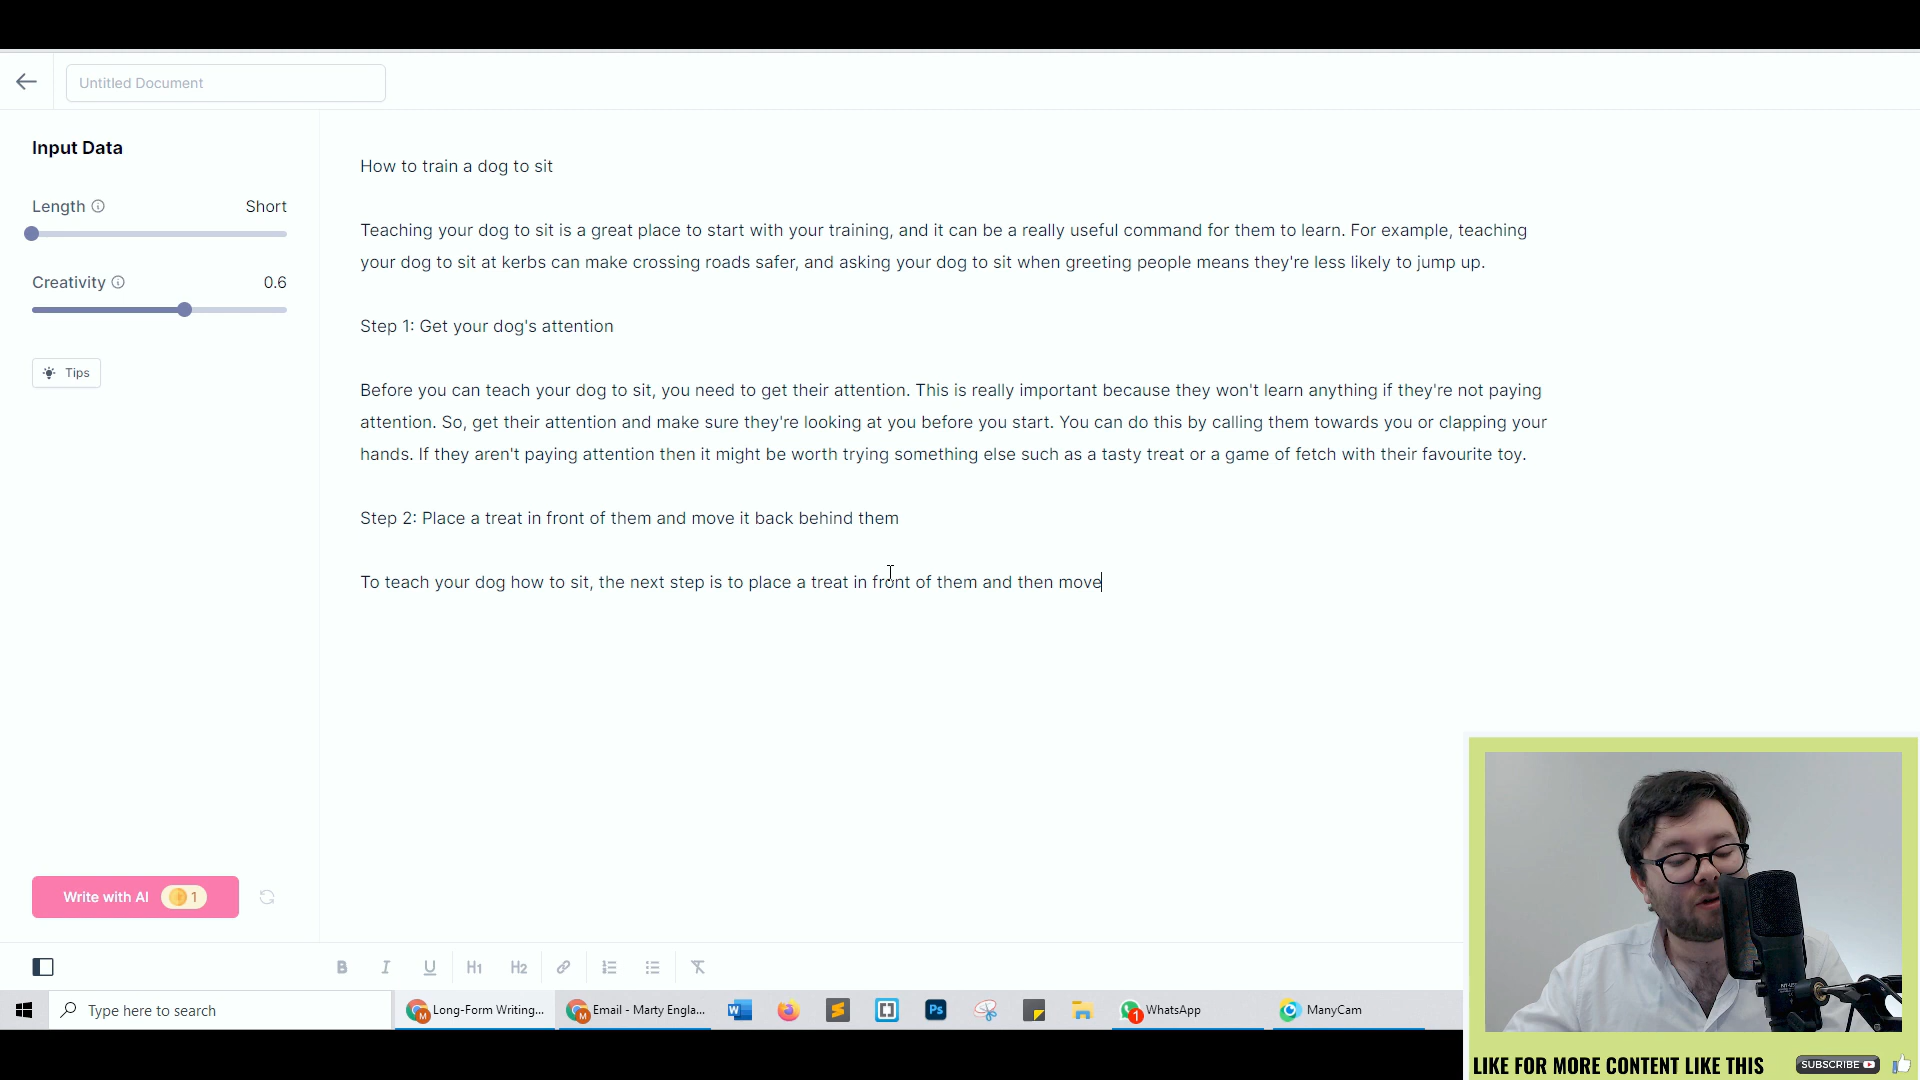 Untitled Document
Input Data
Length Short
Creativity 0.6
Tips
How to train a dog to sit
Teaching your dog to sit is a great place to start with your training, and it can be a really useful command for them to learn. For example, teaching
your dog to sit at kerbs can make crossing roads safer, and asking your dog to sit when greeting people means they're less likely to jump up.
Step 1: Get your dog's attention
Before you can teach your dog to sit, you need to get their attention. This is really important because they won't learn anything if they're not paying
attention. So, get their attention and make sure they're looking at you before you start. You can do this by calling them towards you or clapping your
hands. If they aren't paying attention then it might be worth trying something else such as a tasty treat or a game of fetch with their favourite toy.
Step 2: Place a treat in front of them and move it back behind them
To teach your dog how to sit, the next step is to place a treat in front of them and then move
Write with AI 1
B I U H1 H2
Type here to search
M Long-Form Writing...
M Email - Marty Engla...
W
Ps
1 WhatsApp
ManyCam
LIKE FOR MORE CONTENT LIKE THIS
SUBSCRIBE